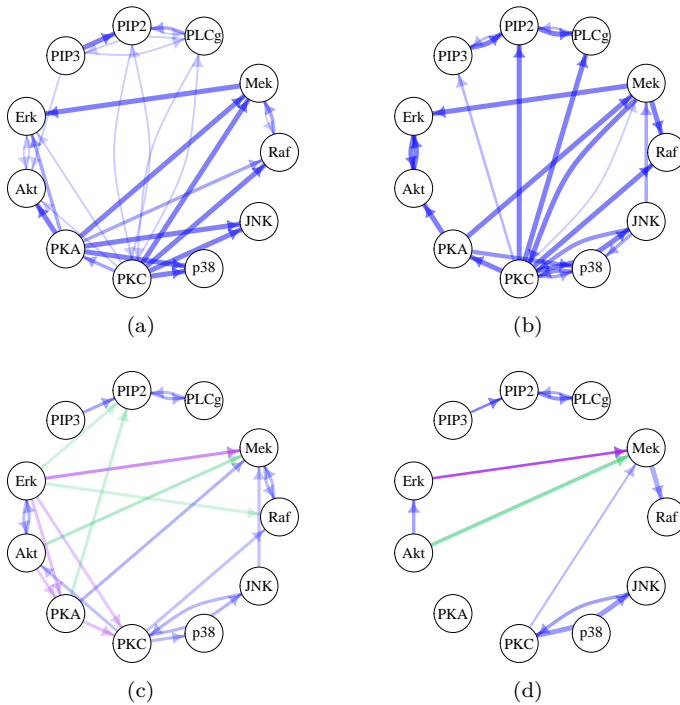 PIP2
PLCg
PIP3
Mek
Erk
Raf
Akt
JNK
PKA
p38
PKC
(a)
PIP2
PLCg
PIP3
Mek
Erk
Raf
Akt
JNK
PKA
p38
PKC
(b)
PIP2
PLCg
PIP3
Mek
Erk
Raf
Akt
JNK
PKA
p38
PKC
(c)
PIP2
PLCg
PIP3
Mek
Erk
Raf
Akt
JNK
PKA
p38
PKC
(d)